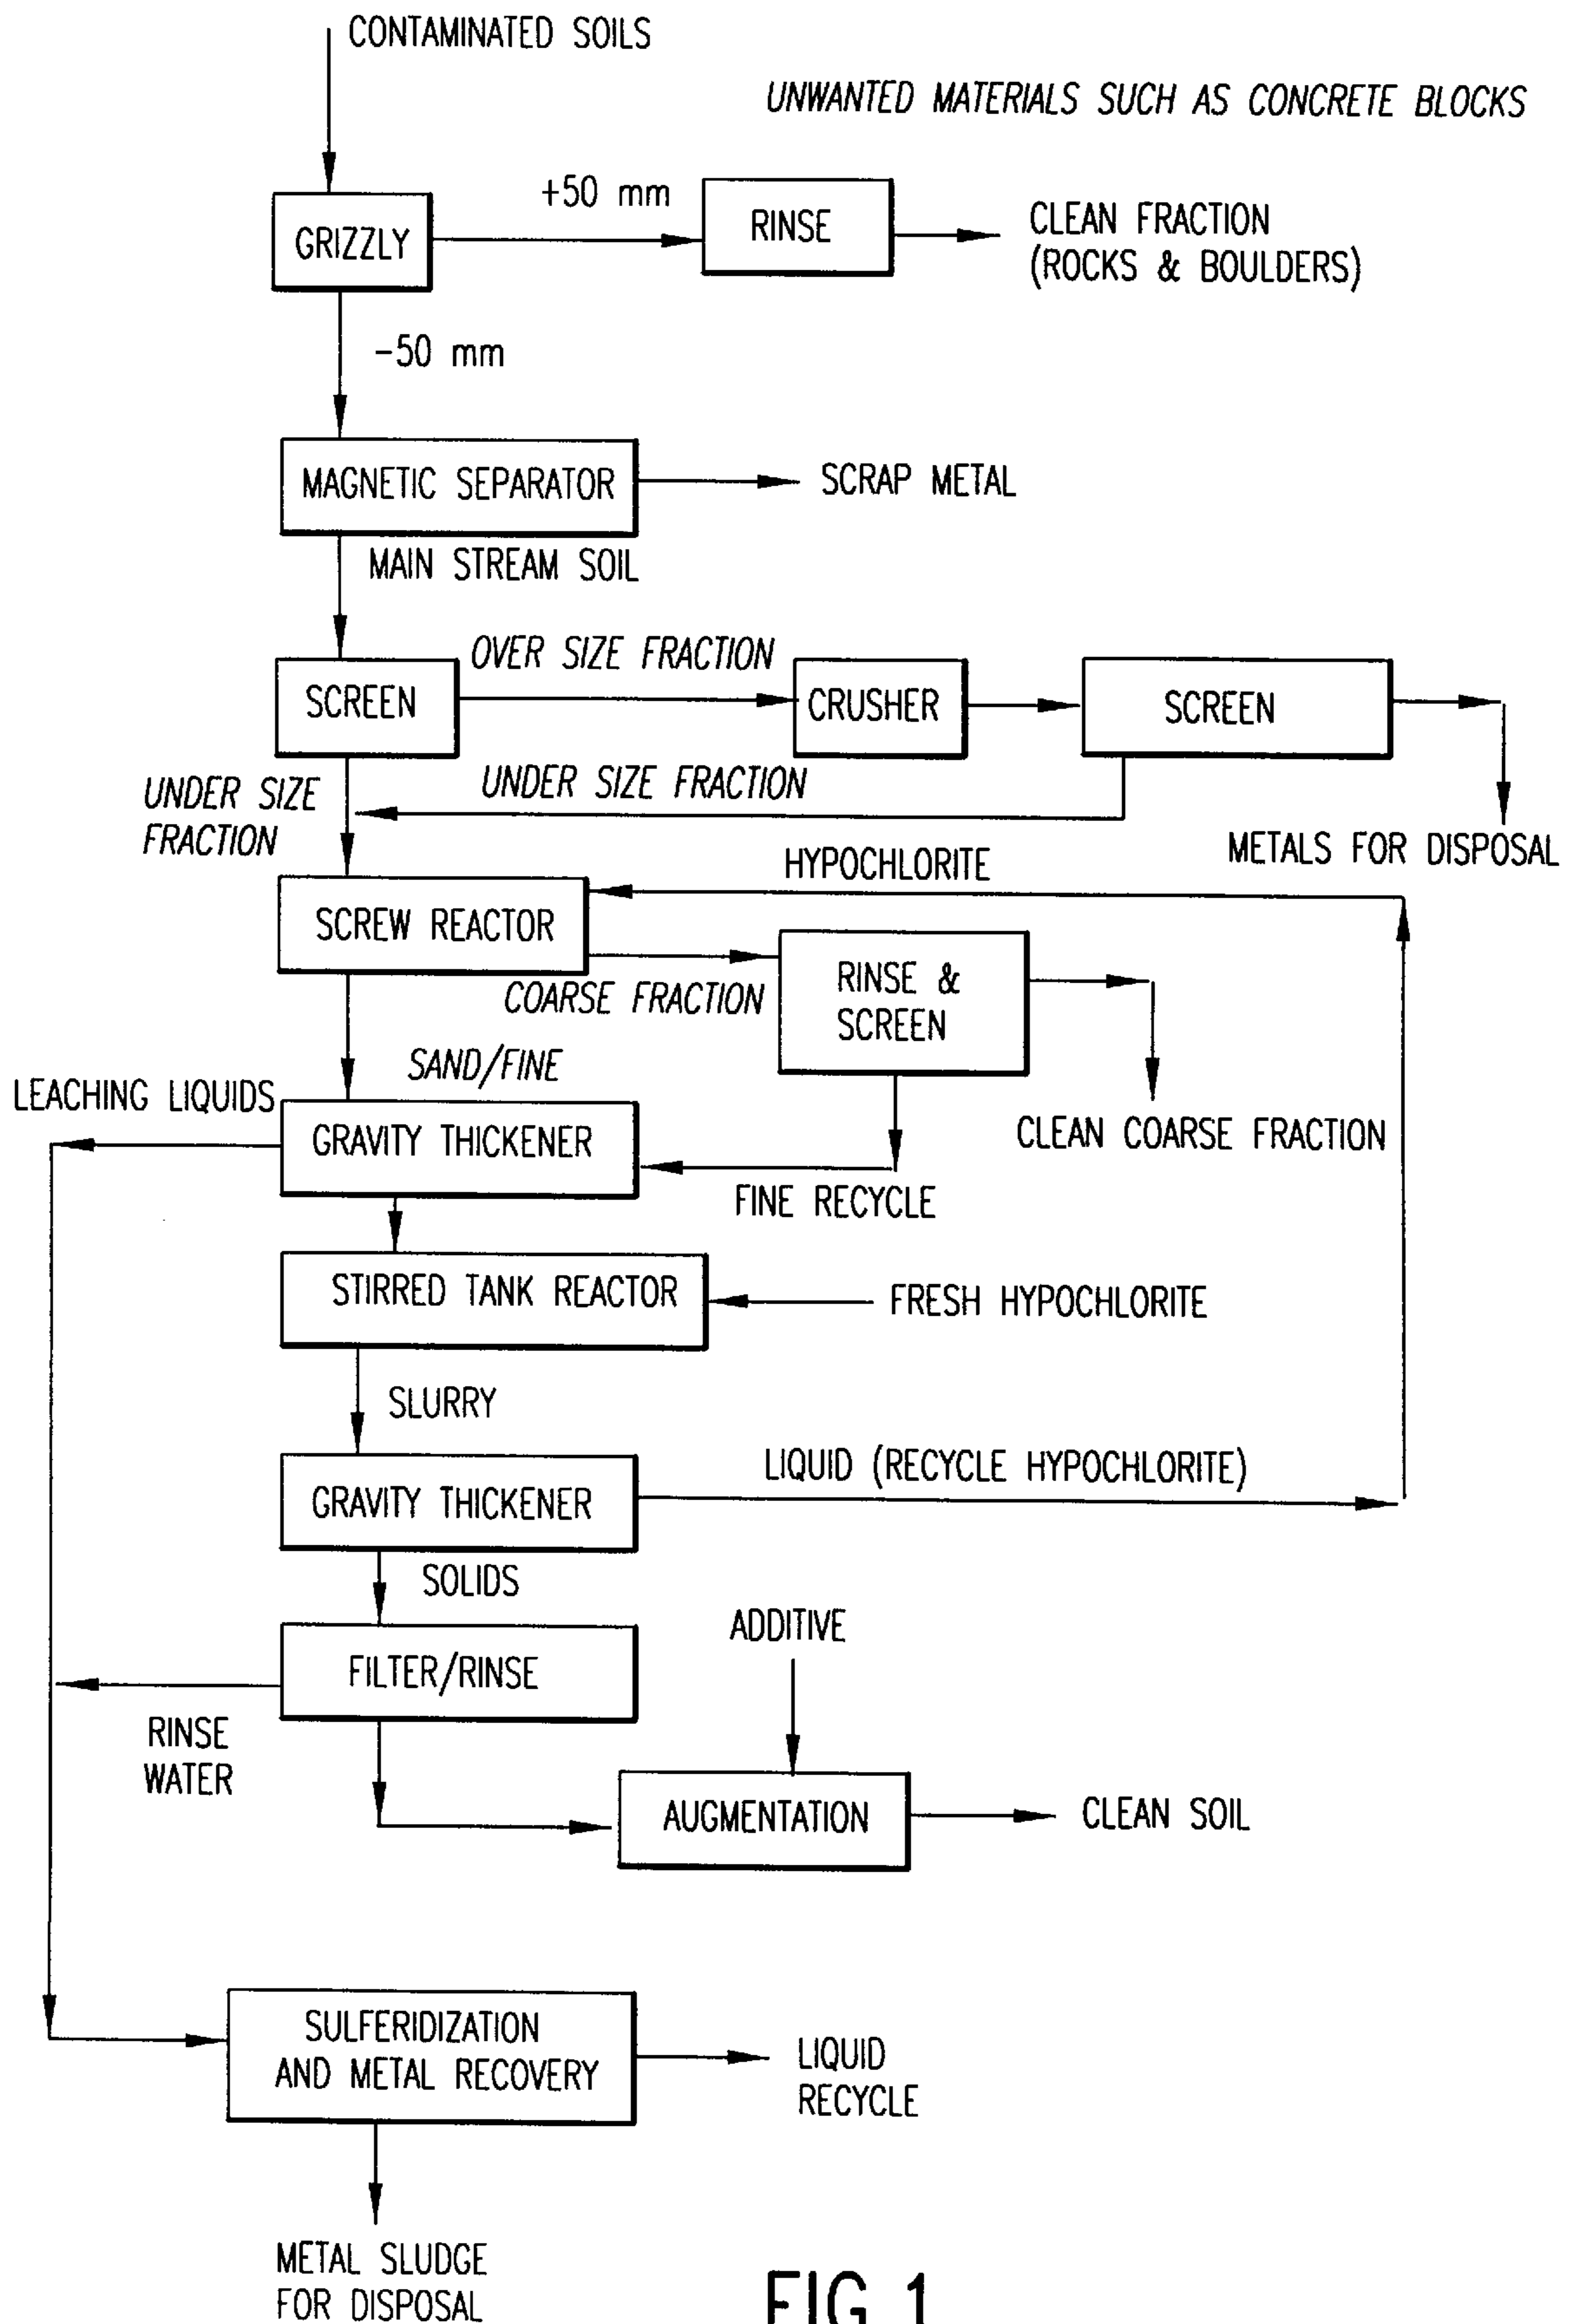 CONTAMINATED SOILS
UNWANTED MATERIALS SUCH AS CONCRETE BLOCKS
+50 mm
RINSE
CLEAN FRACTION
(ROCKS & BOULDERS)
GRIZZLY
-50 mm
MAGNETIC SEPARATOR
SCRAP METAL
MAIN STREAM SOIL
OVER SIZE FRACTION
SCREEN
CRUSHER
SCREEN
UNDER SIZE
FRACTION
UNDER SIZE FRACTION
METALS FOR DISPOSAL
HYPOCHLORITE
SCREW REACTOR
COARSE FRACTION
RINSE &
SCREEN
SAND/FINE
LEACHING LIQUIDS
GRAVITY THICKENER
CLEAN COARSE FRACTION
FINE RECYCLE
STIRRED TANK REACTOR
FRESH HYPOCHLORITE
SLURRY
LIQUID (RECYCLE HYPOCHLORITE)
GRAVITY THICKENER
SOLIDS
ADDITIVE
FILTER/RINSE
RINSE
WATER
AUGMENTATION
CLEAN SOIL
SULFERIDIZATION
AND METAL RECOVERY
LIQUID
RECYCLE
METAL SLUDGE
FOR DISPOSAL
FIG. 1